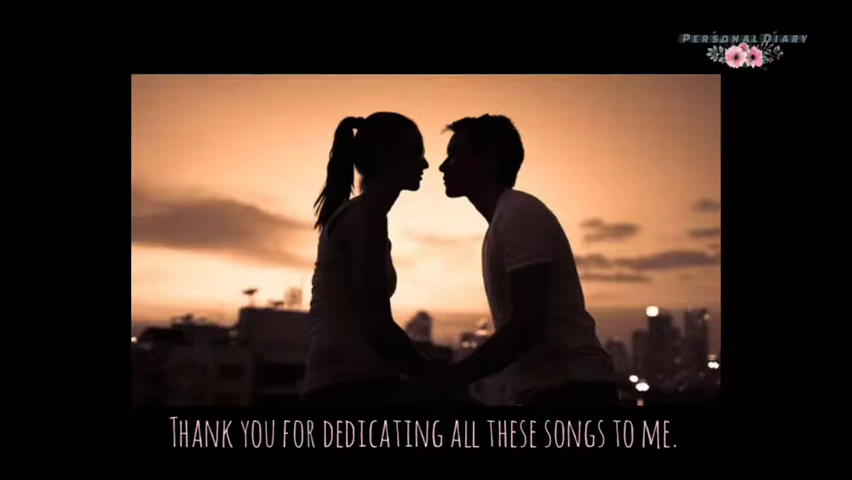 PERSONAL DIARY
THANK YOU FOR DEDICATING ALL THESE SONGS TO ME.